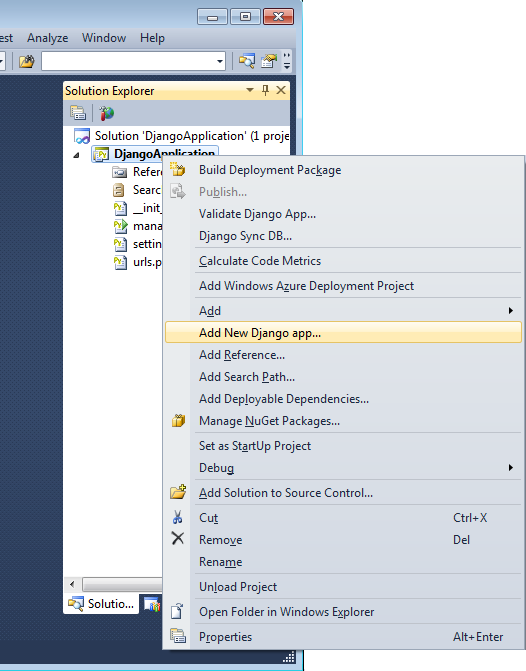 est Analyze Window Help
Solution Explorer
Solution 'DjangoApplication' (1 proje
DjangoApplication
Refere
Searc
__init_
mana
settin
urls.p
Build Deployment Package
Publish...
Validate Django App...
Django Sync DB...
Calculate Code Metrics
Add Windows Azure Deployment Project
Add
Add New Django app...
Add Reference...
Add Search Path...
Add Deployable Dependencies...
Manage NuGet Packages...
Set as StartUp Project
Debug
Add Solution to Source Control...
Cut Ctrl+X
Remove Del
Rename
Unload Project
Open Folder in Windows Explorer
Properties Alt+Enter
Solutio...